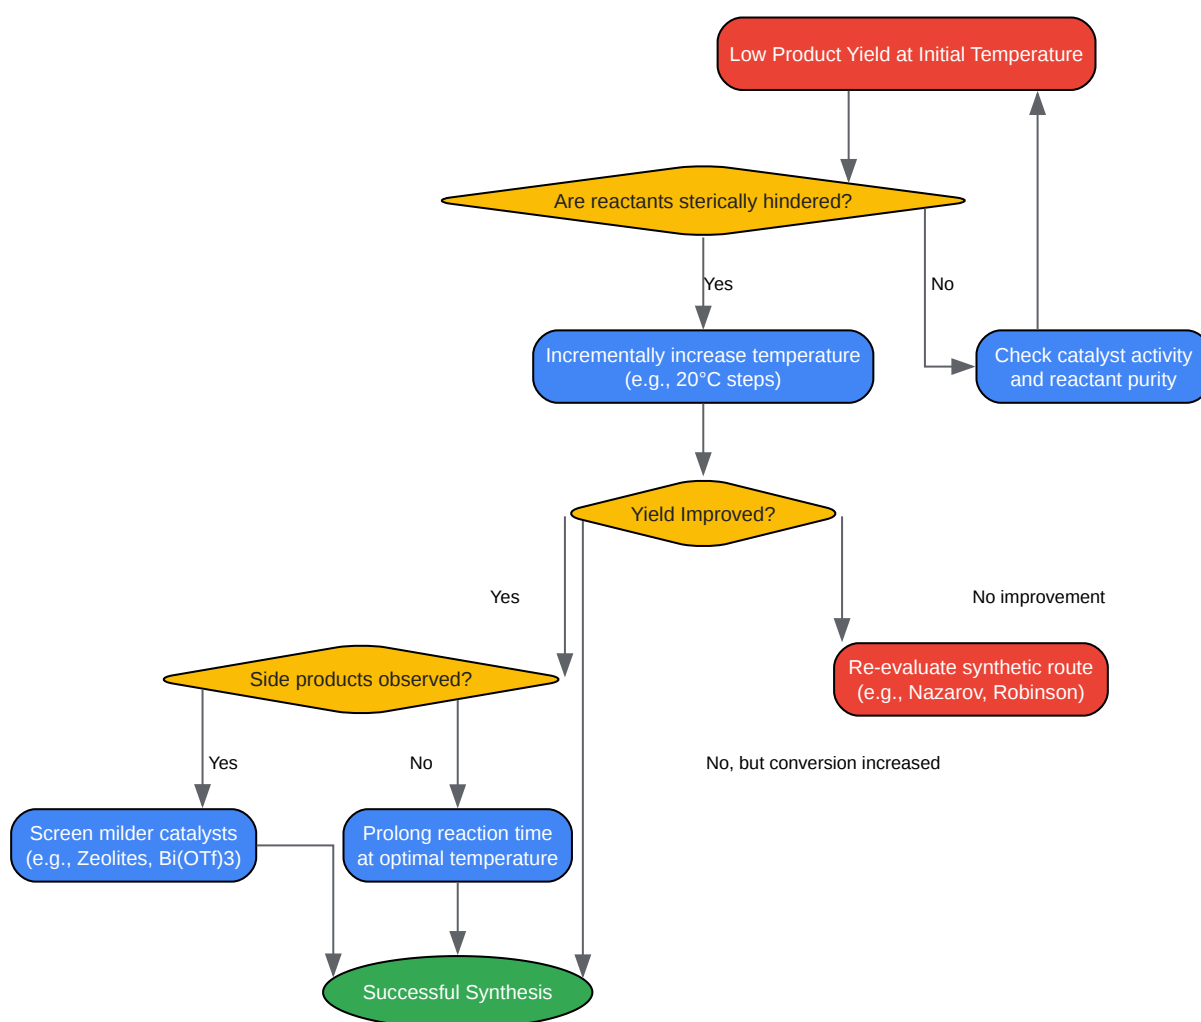 Low Product Yield at Initial Temperature
Are reactants sterically hindered?
Yes
No
Incrementally increase temperature
(e.g., 20°C steps)
Check catalyst activity
and reactant purity
Yield Improved?
Yes
No improvement
Side products observed?
Re-evaluate synthetic route
(e.g., Nazarov, Robinson)
Yes
No
No, but conversion increased
Screen milder catalysts
(e.g., Zeolites, Bi(OTf)3)
Prolong reaction time
at optimal temperature
Successful Synthesis